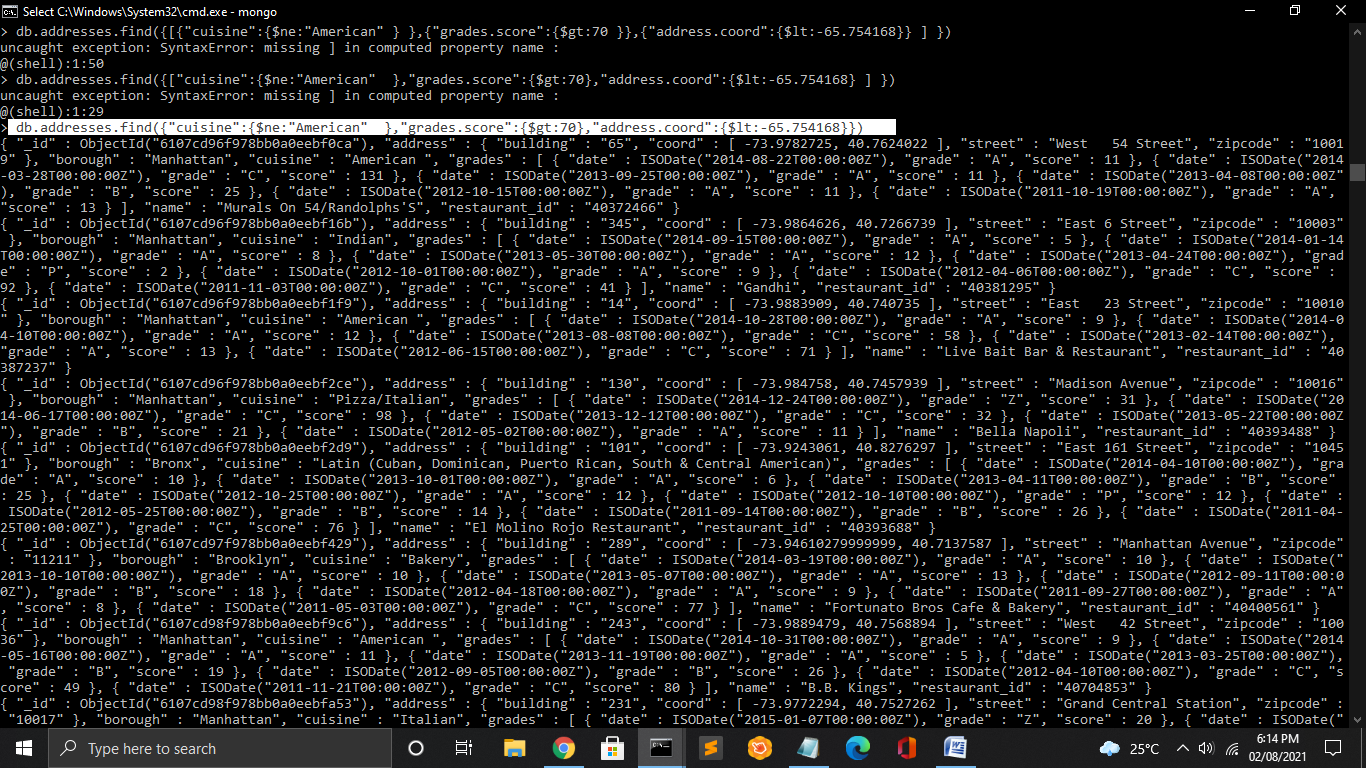 Select C:\Windows\System32\cmd.exe - mongo
> db.addresses.find({[{"cuisine":{$ne:"American" } },{"grades.score":{$gt:70 }},{"address.coord":{$lt:-65.754168}} ] })
uncaught exception: SyntaxError: missing ] in computed property name :
@(shell):1:50
> db.addresses.find({["cuisine":{$ne:"American"  },"grades.score":{$gt:70},"address.coord":{$lt:-65.754168} ] })
uncaught exception: SyntaxError: missing ] in computed property name :
@(shell):1:29
> db.addresses.find({"cuisine":{$ne:"American"  },"grades.score":{$gt:70},"address.coord":{$lt:-65.754168}})
{ "_id" : ObjectId("6107cd96f978bb0a0eebf0ca"), "address" : { "building" : "65", "coord" : [ -73.9782725, 40.7624022 ], "street" : "West   54 Street", "zipcode" : "1001
9" }, "borough" : "Manhattan", "cuisine" : "American ", "grades" : [ { "date" : ISODate("2014-08-22T00:00:00Z"), "grade" : "A", "score" : 11 }, { "date" : ISODate("2014
-03-28T00:00:00Z"), "grade" : "C", "score" : 131 }, { "date" : ISODate("2013-09-25T00:00:00Z"), "grade" : "A", "score" : 11 }, { "date" : ISODate("2013-04-08T00:00:00Z"
), "grade" : "B", "score" : 25 }, { "date" : ISODate("2012-10-15T00:00:00Z"), "grade" : "A", "score" : 11 }, { "date" : ISODate("2011-10-19T00:00:00Z"), "grade" : "A",
"score" : 13 } ], "name" : "Murals On 54/Randolphs'S", "restaurant_id" : "40372466" }
{ "_id" : ObjectId("6107cd96f978bb0a0eebf16b"), "address" : { "building" : "345", "coord" : [ -73.9864626, 40.7266739 ], "street" : "East 6 Street", "zipcode" : "10003"
 }, "borough" : "Manhattan", "cuisine" : "Indian", "grades" : [ { "date" : ISODate("2014-09-15T00:00:00Z"), "grade" : "A", "score" : 5 }, { "date" : ISODate("2014-01-14
T00:00:00Z"), "grade" : "A", "score" : 8 }, { "date" : ISODate("2013-05-30T00:00:00Z"), "grade" : "A", "score" : 12 }, { "date" : ISODate("2013-04-24T00:00:00Z"), "grad
e" : "P", "score" : 2 }, { "date" : ISODate("2012-10-01T00:00:00Z"), "grade" : "A", "score" : 9 }, { "date" : ISODate("2012-04-06T00:00:00Z"), "grade" : "C", "score" :
92 }, { "date" : ISODate("2011-11-03T00:00:00Z"), "grade" : "C", "score" : 41 } ], "name" : "Gandhi", "restaurant_id" : "40381295" }
{ "_id" : ObjectId("6107cd96f978bb0a0eebf1f9"), "address" : { "building" : "14", "coord" : [ -73.9883909, 40.740735 ], "street" : "East   23 Street", "zipcode" : "10010
" }, "borough" : "Manhattan", "cuisine" : "American ", "grades" : [ { "date" : ISODate("2014-10-28T00:00:00Z"), "grade" : "A", "score" : 9 }, { "date" : ISODate("2014-0
4-10T00:00:00Z"), "grade" : "A", "score" : 12 }, { "date" : ISODate("2013-08-08T00:00:00Z"), "grade" : "C", "score" : 58 }, { "date" : ISODate("2013-02-14T00:00:00Z"),
"grade" : "A", "score" : 13 }, { "date" : ISODate("2012-06-15T00:00:00Z"), "grade" : "C", "score" : 71 } ], "name" : "Live Bait Bar & Restaurant", "restaurant_id" : "40
387237" }
{ "_id" : ObjectId("6107cd96f978bb0a0eebf2ce"), "address" : { "building" : "130", "coord" : [ -73.984758, 40.7457939 ], "street" : "Madison Avenue", "zipcode" : "10016"
 }, "borough" : "Manhattan", "cuisine" : "Pizza/Italian", "grades" : [ { "date" : ISODate("2014-12-24T00:00:00Z"), "grade" : "Z", "score" : 31 }, { "date" : ISODate("20
14-06-17T00:00:00Z"), "grade" : "C", "score" : 98 }, { "date" : ISODate("2013-12-12T00:00:00Z"), "grade" : "C", "score" : 32 }, { "date" : ISODate("2013-05-22T00:00:00Z
"), "grade" : "B", "score" : 21 }, { "date" : ISODate("2012-05-02T00:00:00Z"), "grade" : "A", "score" : 11 } ], "name" : "Bella Napoli", "restaurant_id" : "40393488" }
{ "_id" : ObjectId("6107cd96f978bb0a0eebf2d9"), "address" : { "building" : "101", "coord" : [ -73.9243061, 40.8276297 ], "street" : "East 161 Street", "zipcode" : "1045
1" }, "borough" : "Bronx", "cuisine" : "Latin (Cuban, Dominican, Puerto Rican, South & Central American)", "grades" : [ { "date" : ISODate("2014-04-10T00:00:00Z"), "gra
de" : "A", "score" : 10 }, { "date" : ISODate("2013-10-01T00:00:00Z"), "grade" : "A", "score" : 6 }, { "date" : ISODate("2013-04-11T00:00:00Z"), "grade" : "B", "score"
: 25 }, { "date" : ISODate("2012-10-25T00:00:00Z"), "grade" : "A", "score" : 12 }, { "date" : ISODate("2012-10-10T00:00:00Z"), "grade" : "P", "score" : 12 }, { "date" :
 ISODate("2012-05-25T00:00:00Z"), "grade" : "B", "score" : 14 }, { "date" : ISODate("2011-09-14T00:00:00Z"), "grade" : "B", "score" : 26 }, { "date" : ISODate("2011-04-
25T00:00:00Z"), "grade" : "C", "score" : 76 } ], "name" : "El Molino Rojo Restaurant", "restaurant_id" : "40393688" }
{ "_id" : ObjectId("6107cd97f978bb0a0eebf429"), "address" : { "building" : "289", "coord" : [ -73.94610279999999, 40.7137587 ], "street" : "Manhattan Avenue", "zipcode"
 : "11211" }, "borough" : "Brooklyn", "cuisine" : "Bakery", "grades" : [ { "date" : ISODate("2014-03-19T00:00:00Z"), "grade" : "A", "score" : 10 }, { "date" : ISODate("
2013-10-10T00:00:00Z"), "grade" : "A", "score" : 10 }, { "date" : ISODate("2013-05-07T00:00:00Z"), "grade" : "A", "score" : 13 }, { "date" : ISODate("2012-09-11T00:00:0
0Z"), "grade" : "B", "score" : 18 }, { "date" : ISODate("2012-04-18T00:00:00Z"), "grade" : "A", "score" : 9 }, { "date" : ISODate("2011-09-27T00:00:00Z"), "grade" : "A"
, "score" : 8 }, { "date" : ISODate("2011-05-03T00:00:00Z"), "grade" : "C", "score" : 77 } ], "name" : "Fortunato Bros Cafe & Bakery", "restaurant_id" : "40400561" }
{ "_id" : ObjectId("6107cd98f978bb0a0eebf9c6"), "address" : { "building" : "243", "coord" : [ -73.9889479, 40.7568894 ], "street" : "West   42 Street", "zipcode" : "100
36" }, "borough" : "Manhattan", "cuisine" : "American ", "grades" : [ { "date" : ISODate("2014-10-31T00:00:00Z"), "grade" : "A", "score" : 9 }, { "date" : ISODate("2014
-05-16T00:00:00Z"), "grade" : "A", "score" : 11 }, { "date" : ISODate("2013-11-19T00:00:00Z"), "grade" : "A", "score" : 5 }, { "date" : ISODate("2013-03-25T00:00:00Z"),
 "grade" : "B", "score" : 19 }, { "date" : ISODate("2012-09-05T00:00:00Z"), "grade" : "B", "score" : 26 }, { "date" : ISODate("2012-04-10T00:00:00Z"), "grade" : "C", "s
core" : 49 }, { "date" : ISODate("2011-11-21T00:00:00Z"), "grade" : "C", "score" : 80 } ], "name" : "B.B. Kings", "restaurant_id" : "40704853" }
{ "_id" : ObjectId("6107cd98f978bb0a0eebfa53"), "address" : { "building" : "231", "coord" : [ -73.9772294, 40.7527262 ], "street" : "Grand Central Station", "zipcode" :
 "10017" }, "borough" : "Manhattan", "cuisine" : "Italian", "grades" : [ { "date" : ISODate("2015-01-07T00:00:00Z"), "grade" : "Z", "score" : 20 }, { "date" : ISODate("
Type here to search
25°C
6:14 PM
02/08/2021